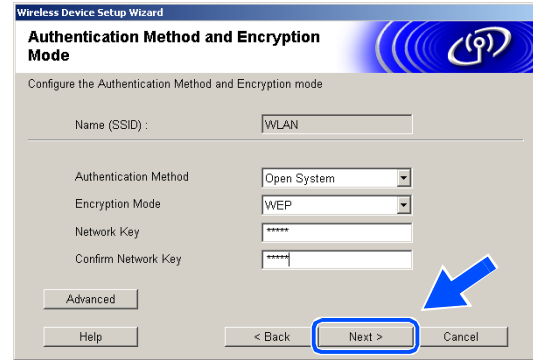 Wireless Device Setup Wizard
Authentication Method and Encryption
Mode
Configure the Authentication Method and Encryption mode
Name (SSID) : WLAN
Authentication Method Open System
Encryption Mode WEP
Network Key *****
Confirm Network Key *****
Advanced
Help < Back Next > Cancel